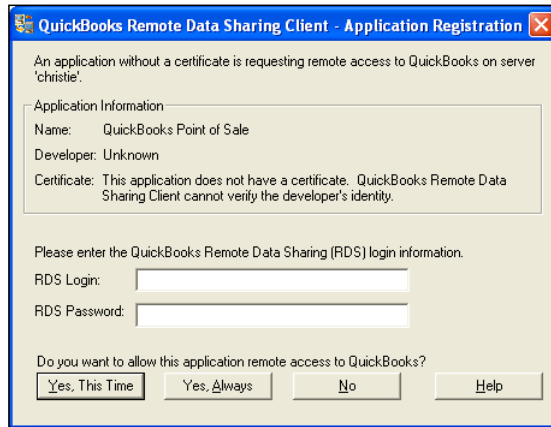 QuickBooks Remote Data Sharing Client - Application Registration
An application without a certificate is requesting remote access to QuickBooks on server
'christie'.
Application Information
Name: QuickBooks Point of Sale
Developer: Unknown
Certificate: This application does not have a certificate. QuickBooks Remote Data
Sharing Client cannot verify the developer's identity.
Please enter the QuickBooks Remote Data Sharing (RDS) login information.
RDS Login:
RDS Password:
Do you want to allow this application remote access to QuickBooks?
Yes, This Time Yes, Always No Help